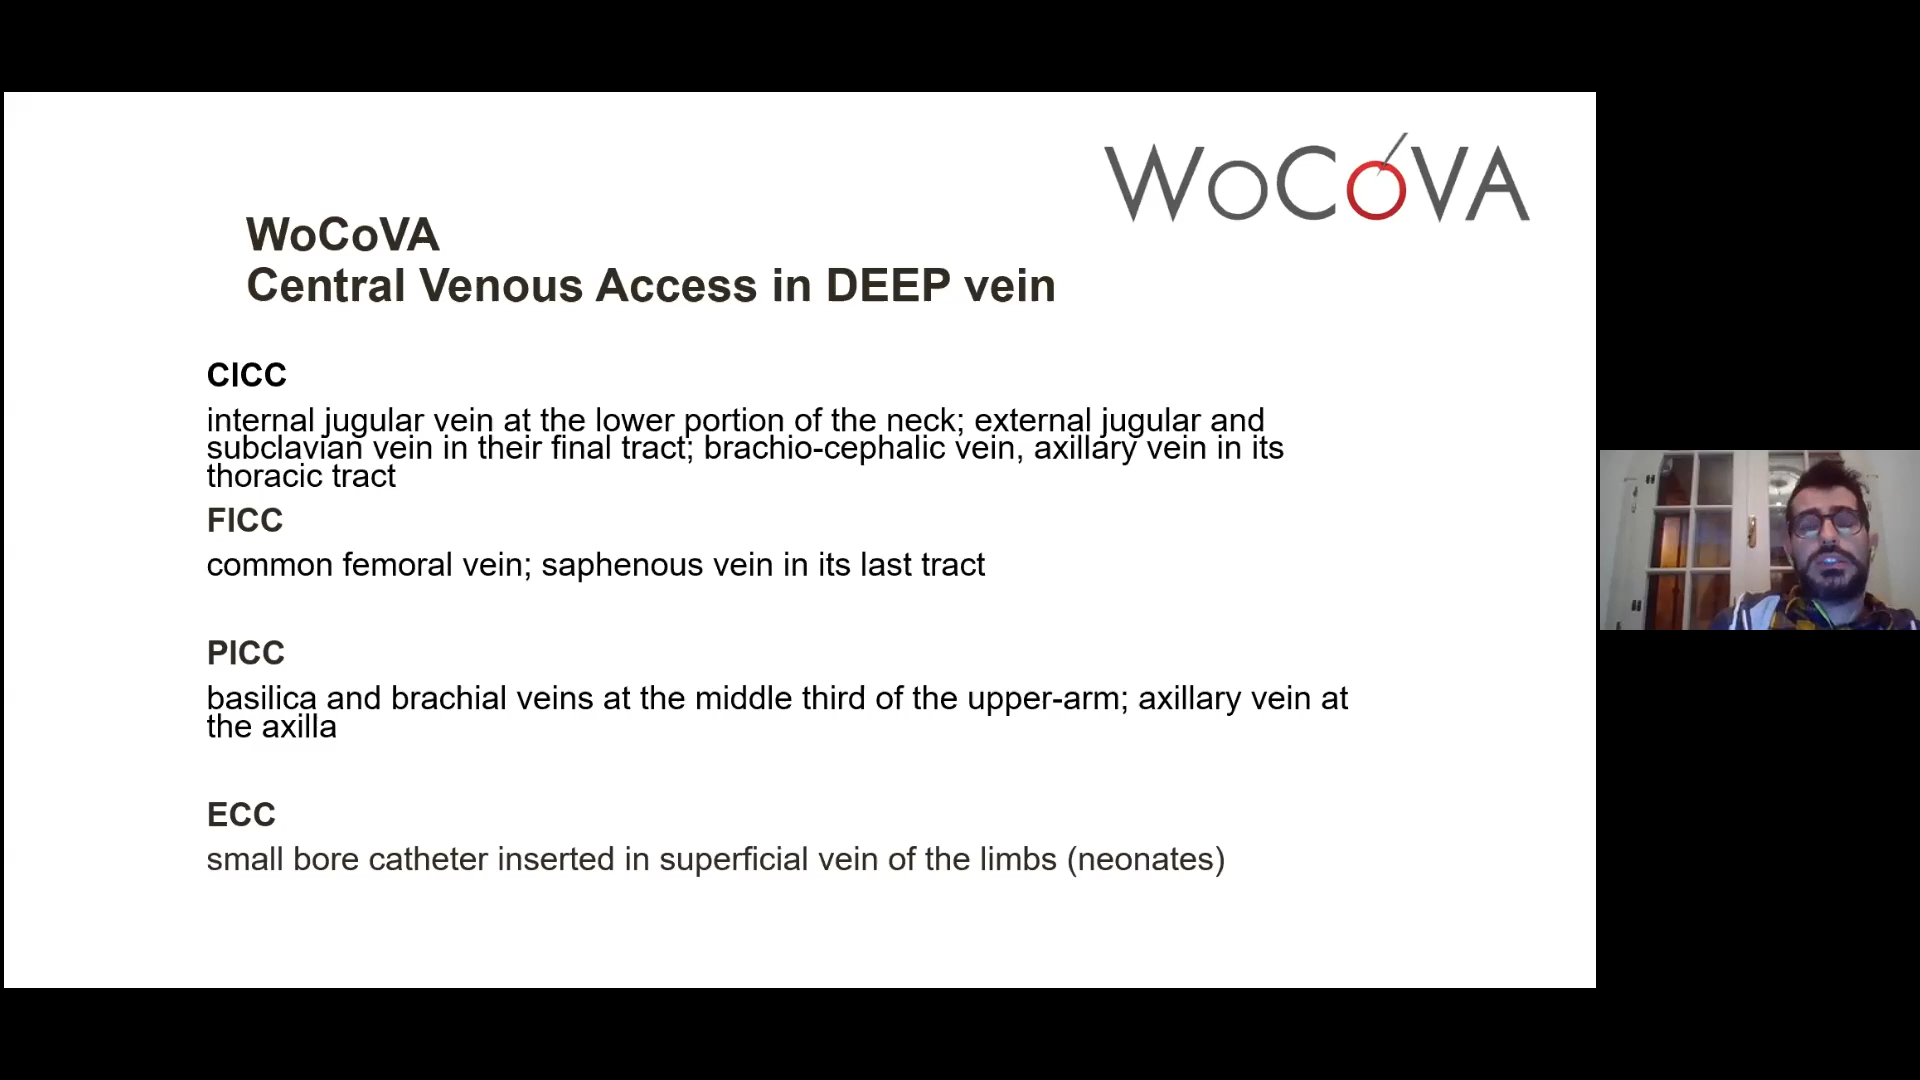 WoCoVA
WoCoVA
Central Venous Access in DEEP vein
CICC
internal jugular vein at the lower portion of the neck; external jugular and
subclavian vein in their final tract; brachio-cephalic vein, axillary vein in its
thoracic tract
FICC
common femoral vein; saphenous vein in its last tract
PICC
basilica and brachial veins at the middle third of the upper-arm; axillary vein at
the axilla
ECC
small bore catheter inserted in superficial vein of the limbs (neonates)